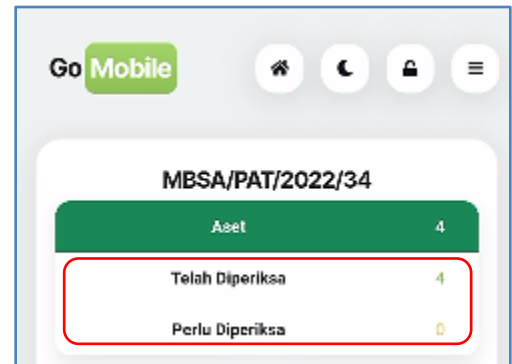 Go Mobile
MBSA/PAT/2022/34
Aset 4
Telah Diperiksa 4
Perlu Diperiksa 0